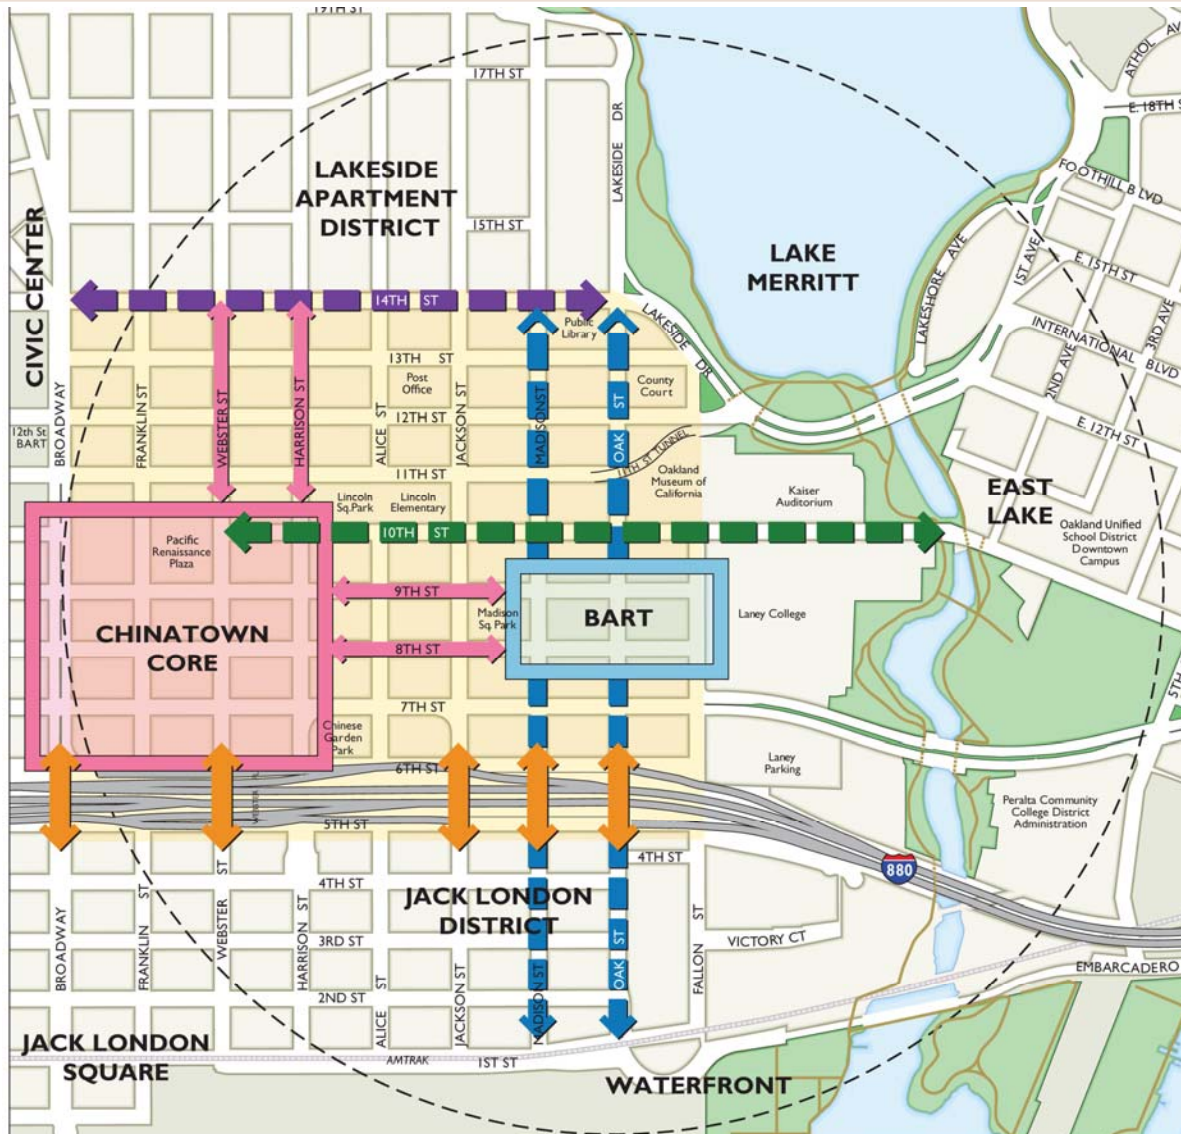 19TH ST
17TH ST
ATHOL AV
E. 18TH S
LAKESIDE DR
LAKESIDE
APARTMENT
DISTRICT
FOOTHILL BLVD
CIVIC CENTER
15TH ST
LAKE
MERRITT
LAKESHORE AVE
1ST AVE
E. 15TH ST
3RD AVE
14TH ST
Public
Library
LAKESIDE DR
INTERNATIONAL BLVD
2ND AVE
13TH ST
Post
Office
County
Court
BROADWAY
FRANKLIN ST
WEBSTER ST
HARRISON ST
ALICE ST
JACKSON ST
MADISON ST
OAK ST
12TH ST
E. 12TH ST
12th St
BART
11TH ST
12TH ST TUNNEL
Oakland
Museum of
California
Kaiser
Auditorium
EAST
LAKE
Lincoln
Sq. Park
Lincoln
Elementary
Oakland Unified
School District
Downtown
Campus
10TH ST
Pacific
Renaissance
Plaza
9TH ST
Madison
Sq. Park
BART
Laney College
CHINATOWN
CORE
8TH ST
5TH
7TH ST
Chinese
Garden
Park
6TH ST
Laney
Parking
WEBSTER PL
Peralta Community
College District
Administration
5TH ST
4TH ST
880
4TH ST
JACK LONDON
DISTRICT
BROADWAY
FRANKLIN ST
WEBSTER ST
HARRISON ST
3RD ST
VICTORY CT
FALLON ST
OAK ST
MADISON ST
JACKSON ST
ALICE ST
2ND ST
EMBARCADERO
JACK LONDON
SQUARE
AMTRAK
1ST ST
WATERFRONT